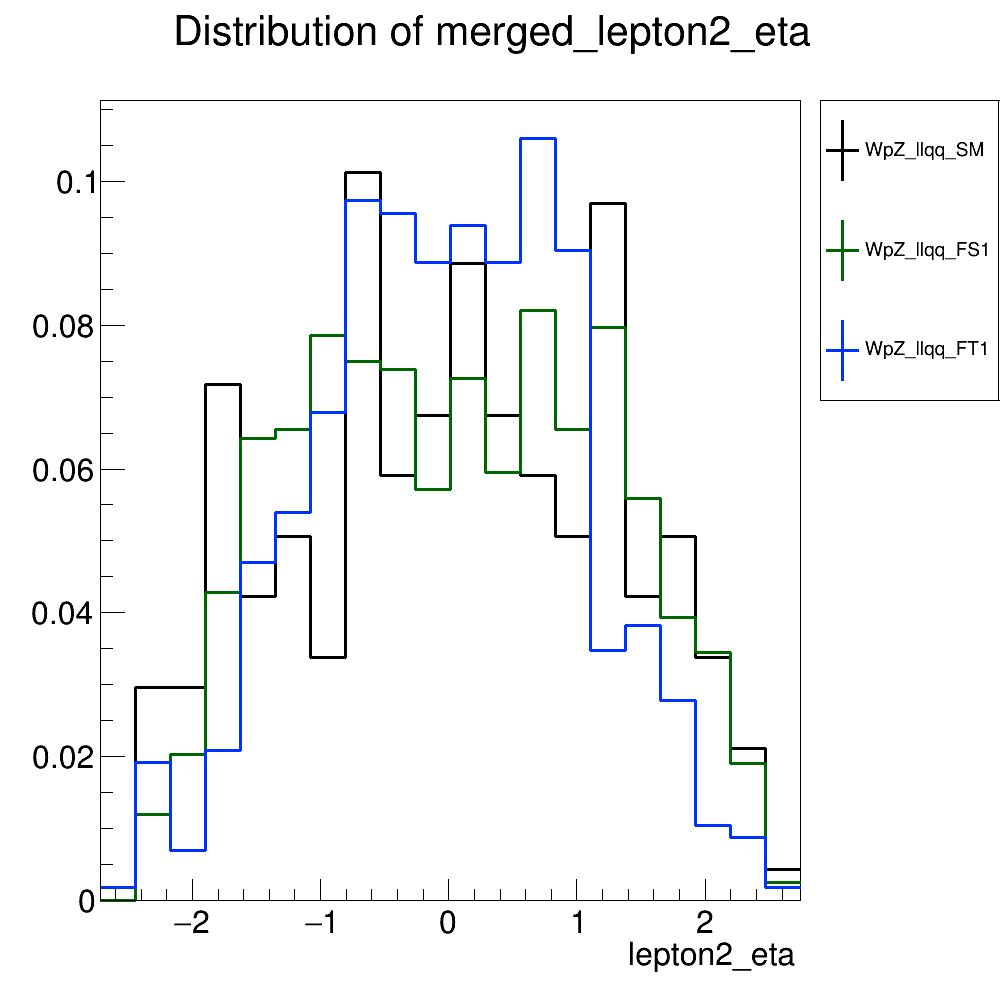 Distribution of merged_lepton2_eta
WpZ_llqq_SM
WpZ_llqq_FS1
WpZ_llqq_FT1
0.1
0.08
0.06
0.04
0.02
0
−2 −1 0 1 2
lepton2_eta